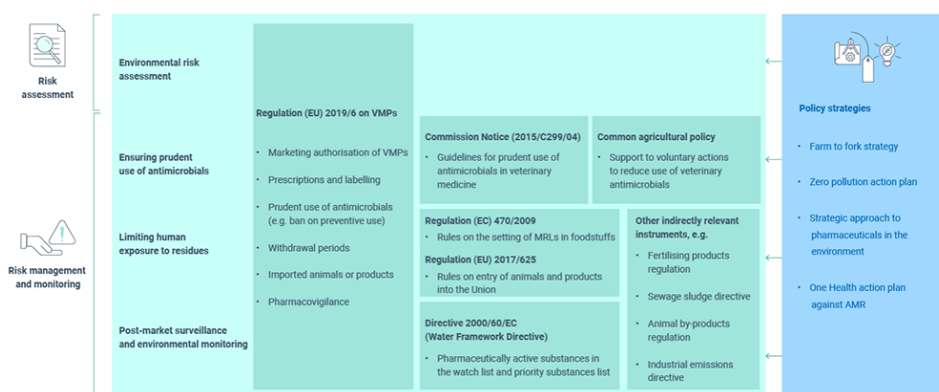 Risk
assessment
Risk management
and monitoring
Environmental risk
assessment
Ensuring prudent
use of antimicrobials
Limiting human
exposure to residues
Post-market surveillance
and environmental monitoring
Regulation (EU) 2019/6 on VMPs
• Marketing authorisation of VMPs
• Prescriptions and labelling
• Prudent use of antimicrobials
(e.g. ban on preventive use)
• Withdrawal periods
• Imported animals or products
• Pharmacovigilance
Commission Notice (2015/C299/04)
• Guidelines for prudent use of
antimicrobials in veterinary
medicine
Common agricultural policy
• Support to voluntary actions
to reduce use of veterinary
antimicrobials
Regulation (EC) 470/2009
• Rules on the setting of MRLs in foodstuffs
Regulation (EU) 2017/625
• Rules on entry of animals and products
into the Union
Directive 2000/60/EC
(Water Framework Directive)
• Pharmaceutically active substances in
the watch list and priority substances list
Other indirectly relevant
instruments, e.g.
• Fertilising products
regulation
• Sewage sludge directive
• Animal by-products
regulation
• Industrial emissions
directive
Policy strategies
• Farm to fork strategy
• Zero pollution action plan
• Strategic approach to
pharmaceuticals in the
environment
• One Health action plan
against AMR